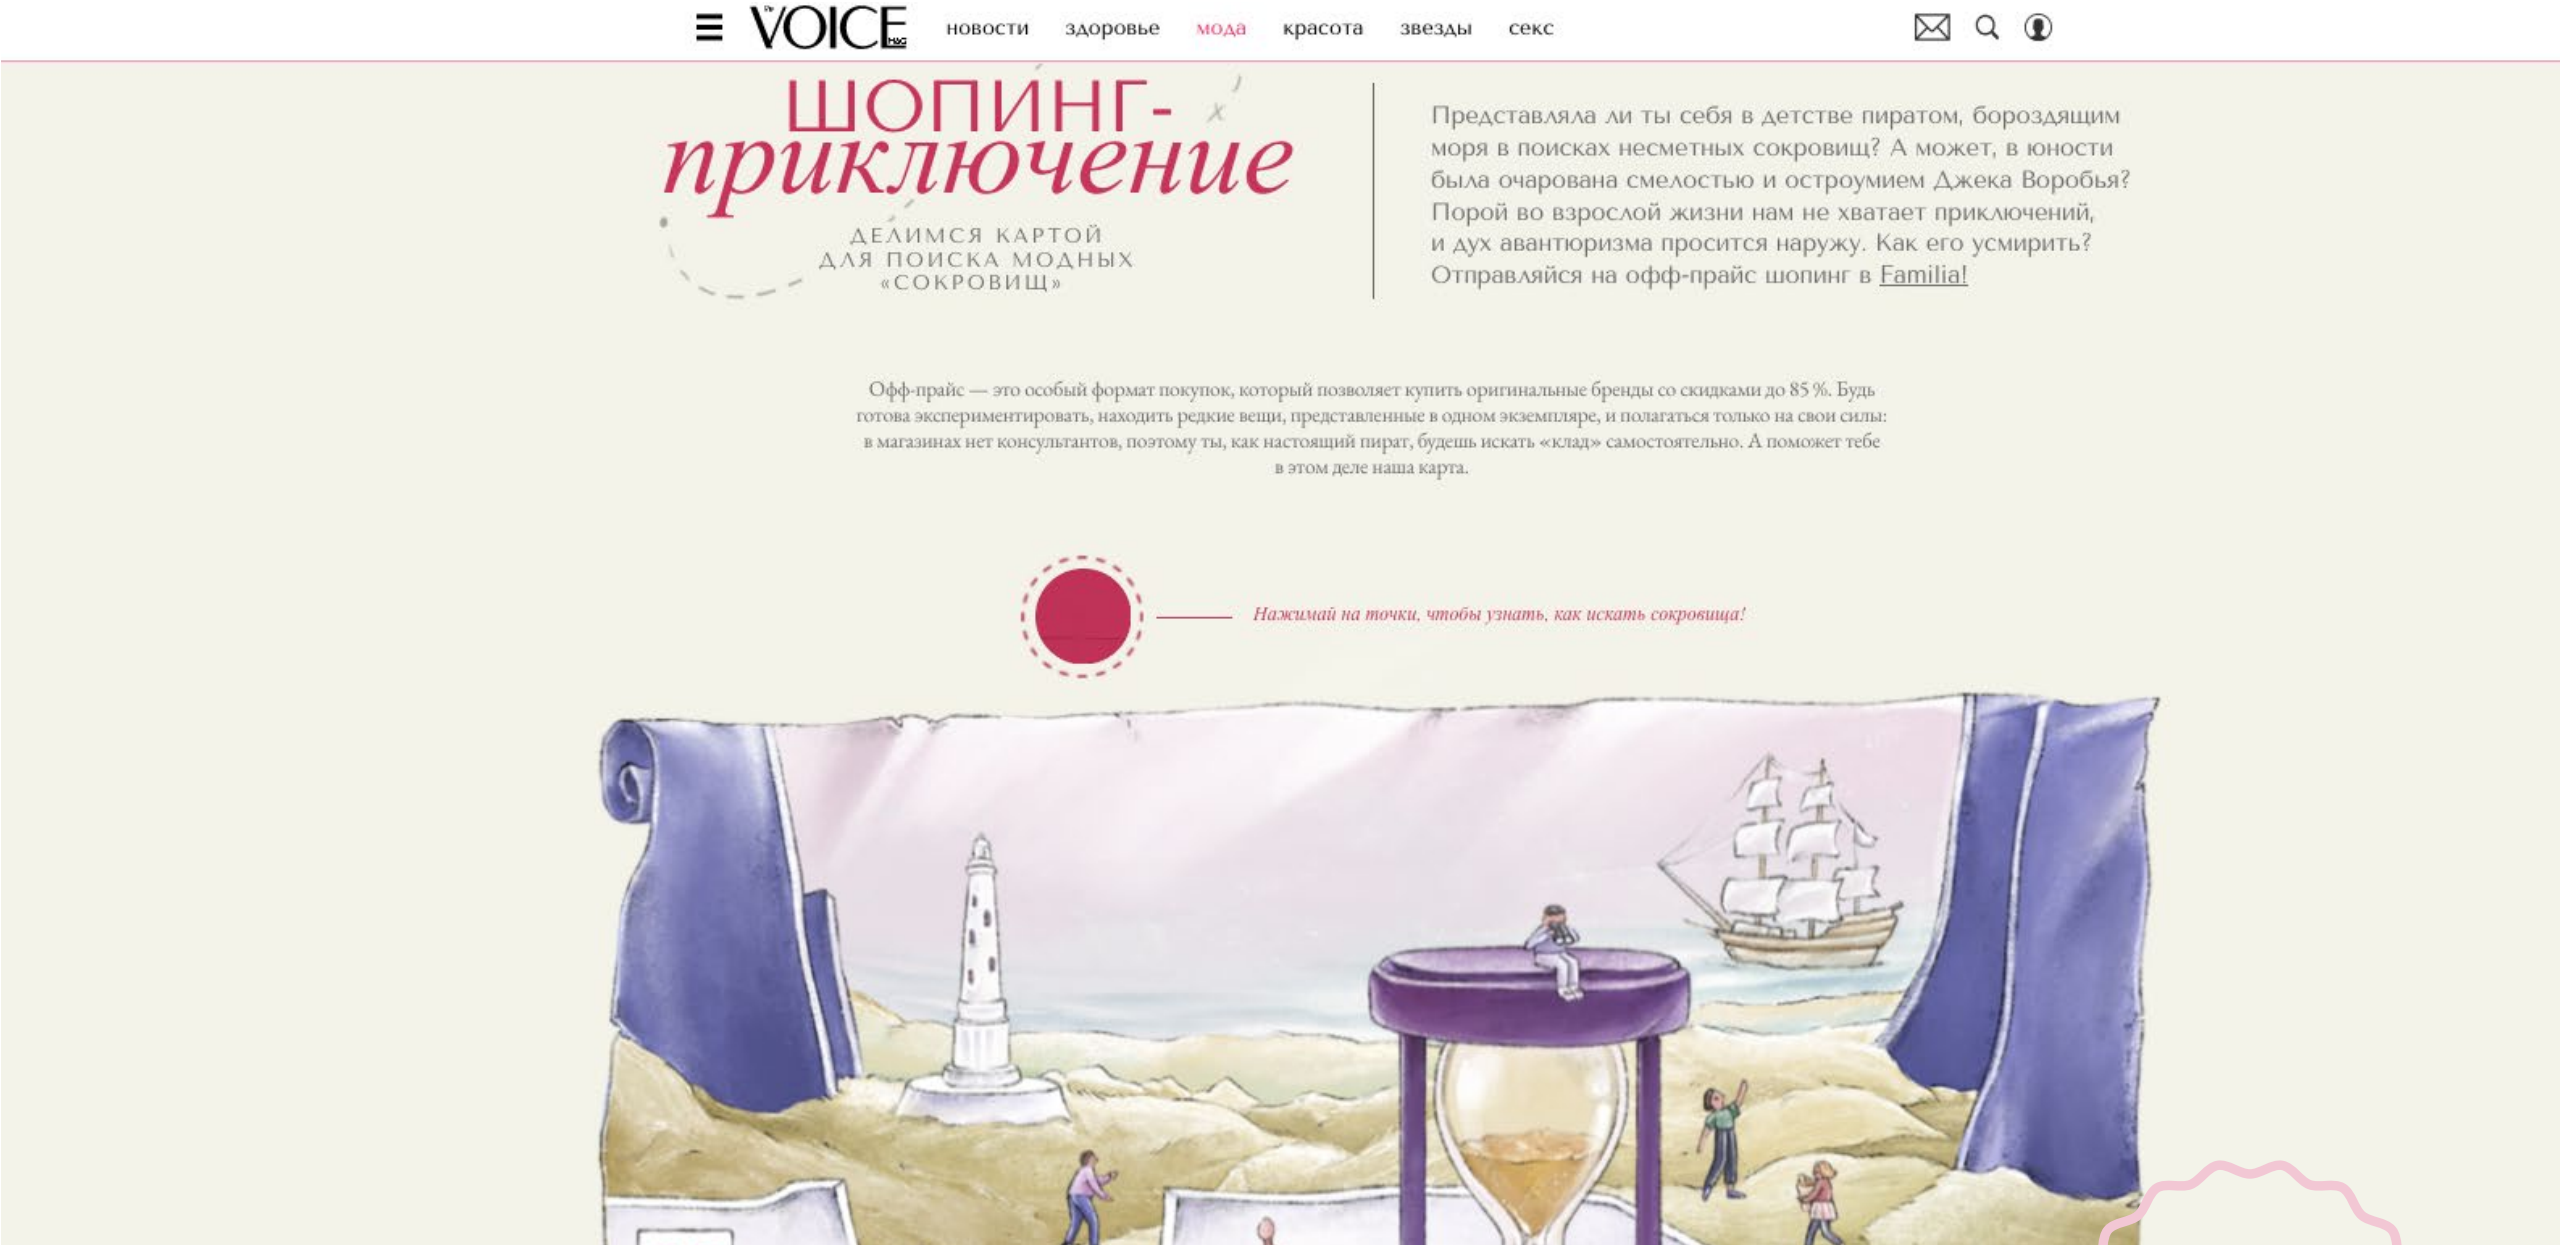 The VOICE MAG
новости здоровье мода красота звезды секс
ШОПИНГ-
приключение
ДЕЛИМСЯ КАРТОЙ
ДЛЯ ПОИСКА МОДНЫХ
«СОКРОВИЩ»
Представляла ли ты себя в детстве пиратом, бороздящим
моря в поисках несметных сокровищ? А может, в юности
была очарована смелостью и остроумием Джека Воробья?
Порой во взрослой жизни нам не хватает приключений,
и дух авантюризма просится наружу. Как его усмирить?
Отправляйся на офф-прайс шопинг в Familia!
Офф-прайс — это особый формат покупок, который позволяет купить оригинальные бренды со скидками до 85 %. Будь
готова экспериментировать, находить редкие вещи, представленные в одном экземпляре, и полагаться только на свои силы:
в магазинах нет консультантов, поэтому ты, как настоящий пират, будешь искать «клад» самостоятельно. А поможет тебе
в этом деле наша карта.
Нажимай на точки, чтобы узнать, как искать сокровища!